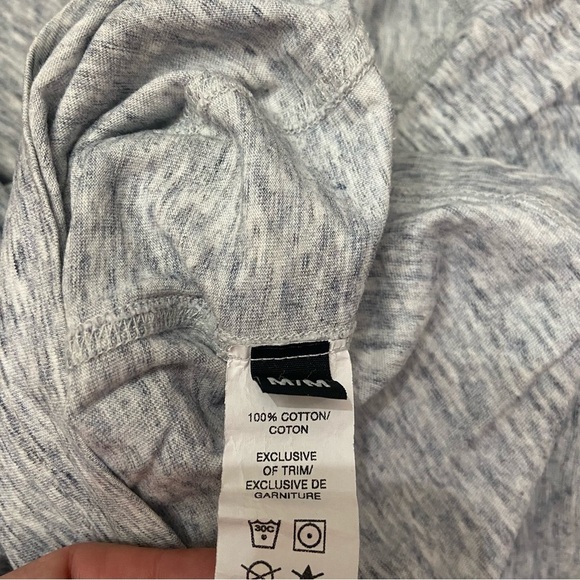 M/M
100% COTTON/
COTON
EXCLUSIVE
OF TRIM/
EXCLUSIVE DE
GARNITURE
30C